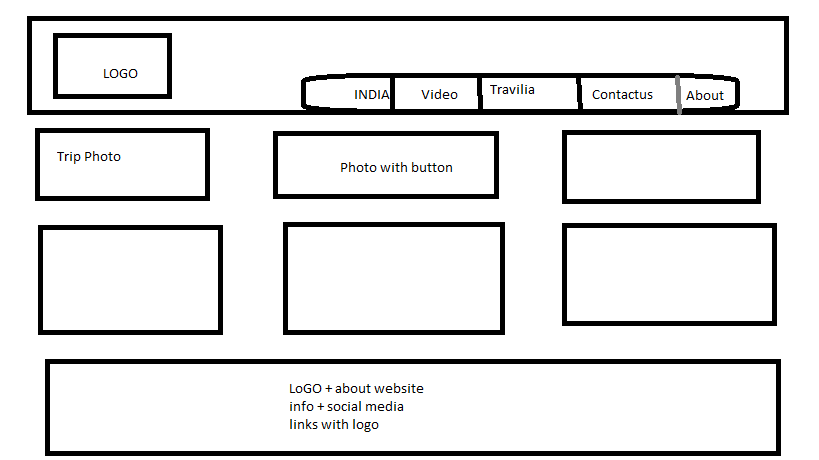 LOGO
INDIA
Video
Travilia
Contactus
About
Trip Photo
Photo with button
LoGO + about website
info + social media
links with logo